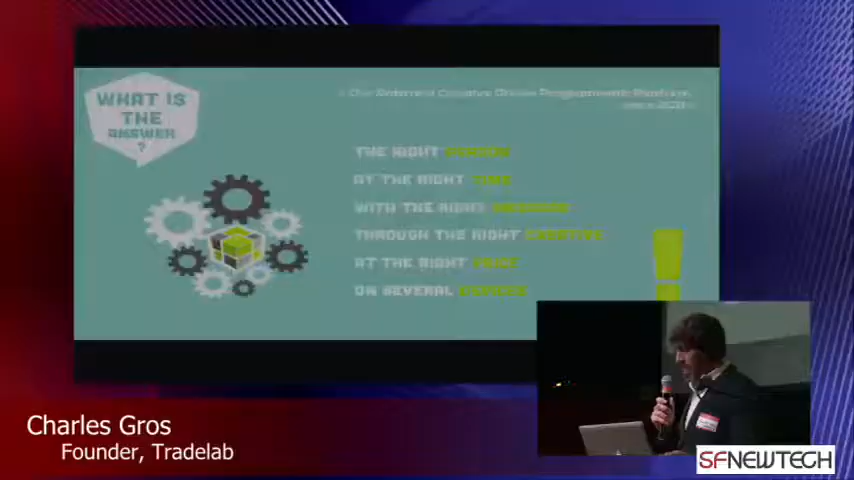 WHAT IS
THE
ANSWER
?
THE RIGHT PERSON
AT THE RIGHT TIME
WITH THE RIGHT MESSAGE
THROUGH THE RIGHT CREATIVE
AT THE RIGHT PRICE
ON SEVERAL DEVICES
Charles Gros
Founder, Tradelab
SFNEWTECH